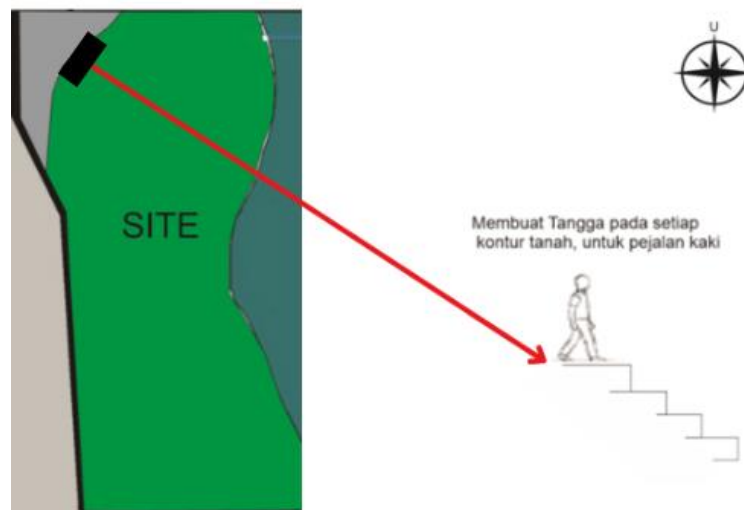 U
SITE
Membuat Tangga pada setiap
kontur tanah, untuk pejalan kaki